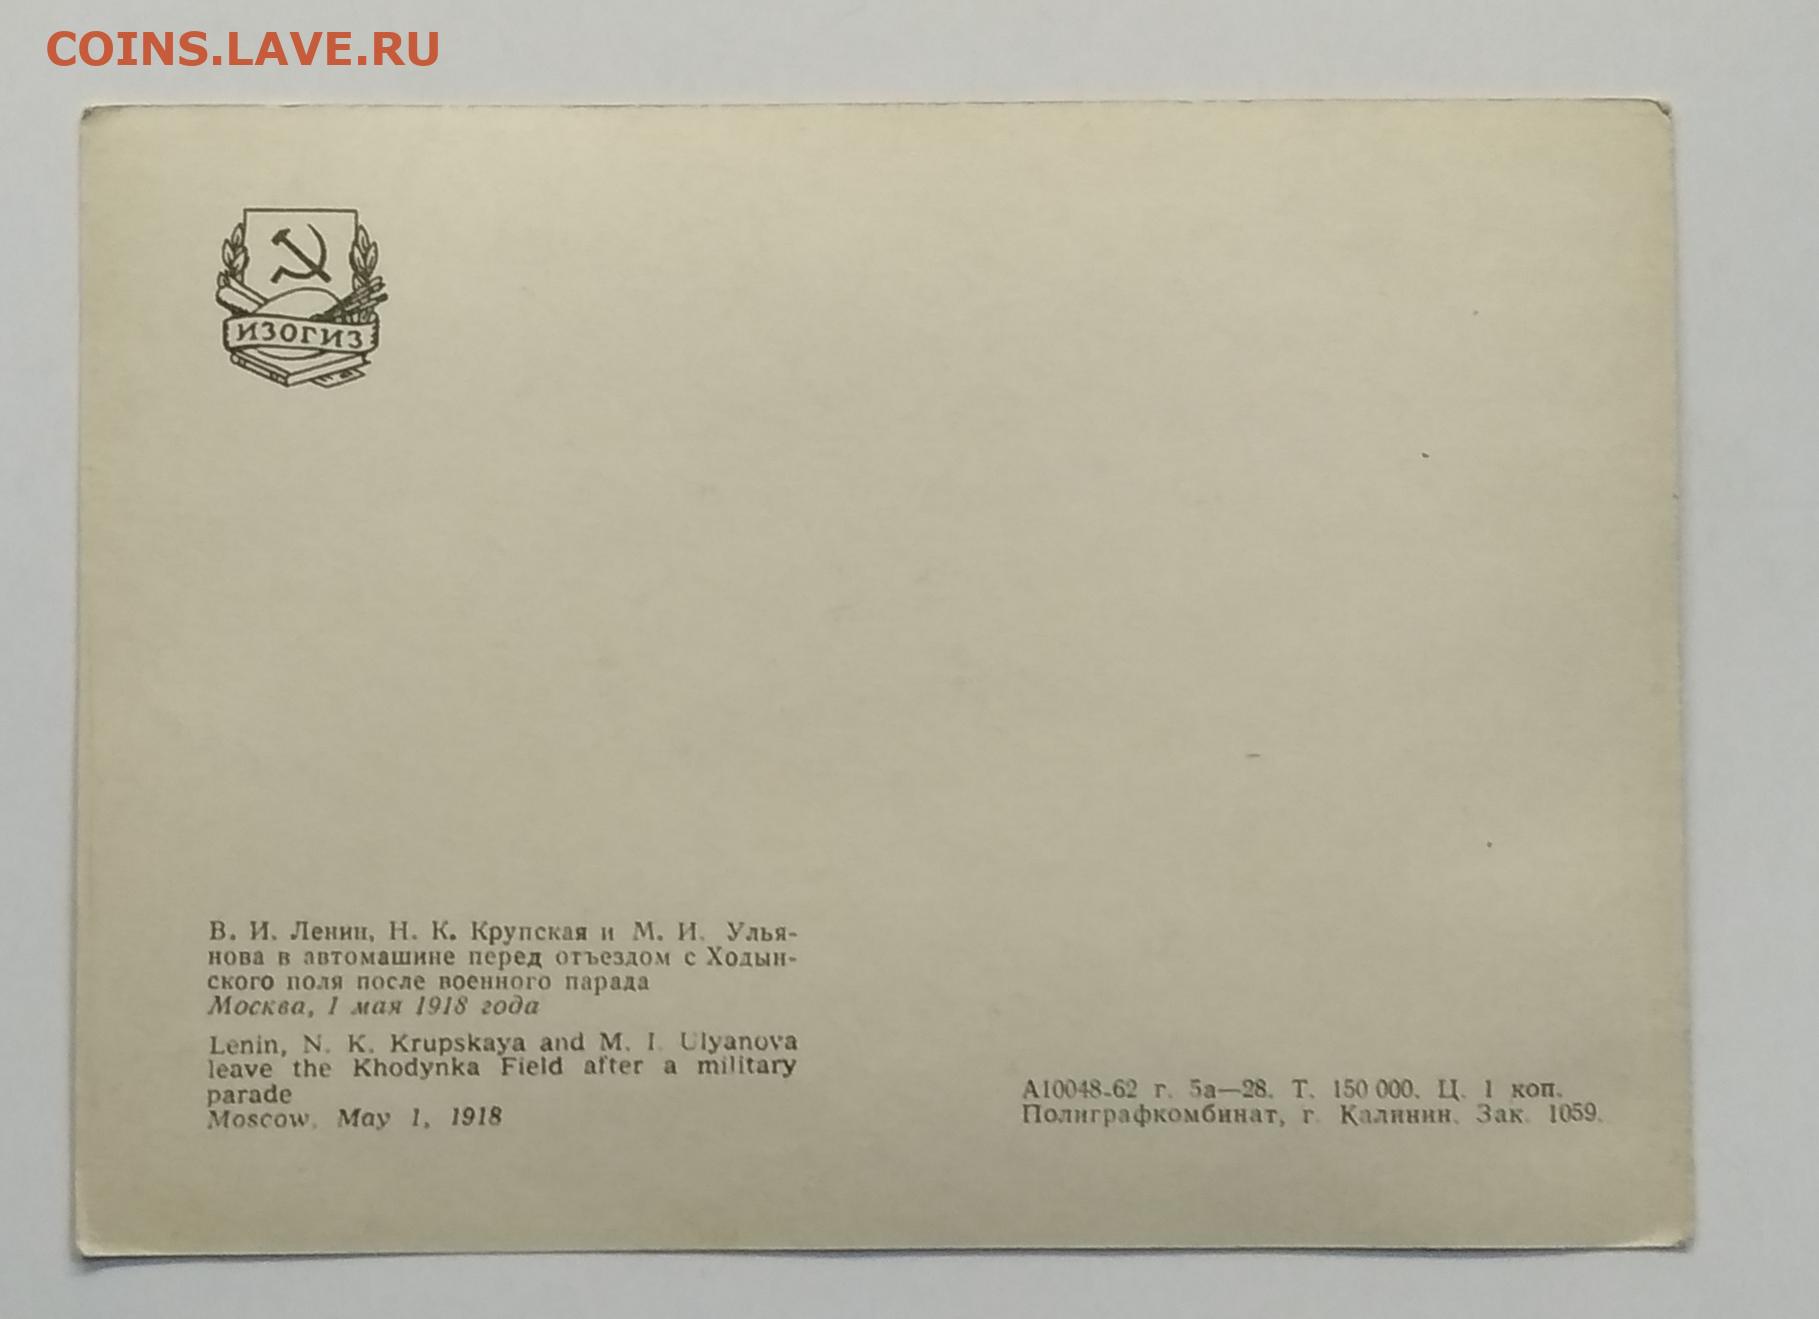 COINS.LAVE.RU
ИЗОГИЗ
В. И. Ленин, Н. К. Крупская и М. И. Улья-
нова в автомашине перед отъездом с Ходын-
ского поля после военного парада
Москва, 1 мая 1918 года
Lenin, N. K. Krupskaya and M. I. Ulyanova
leave the Khodynka Field after a military
parade
Moscow, May 1, 1918
А10048-62 г. 5а—28. Т. 150 000. Ц. 1 коп.
Полиграфкомбинат, г. Калинин. Зак. 1059.